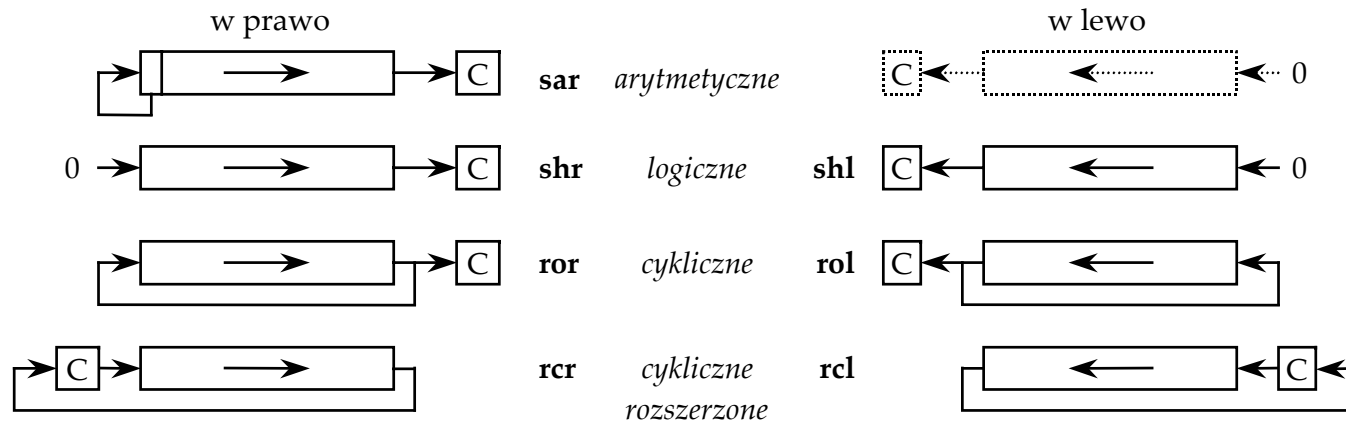 w prawo w lewo
C sar arytmetyczne C 0
0 C shr logiczne shl C 0
C ror cykliczne rol C
C rcr cykliczne rcl C
rozszerzone